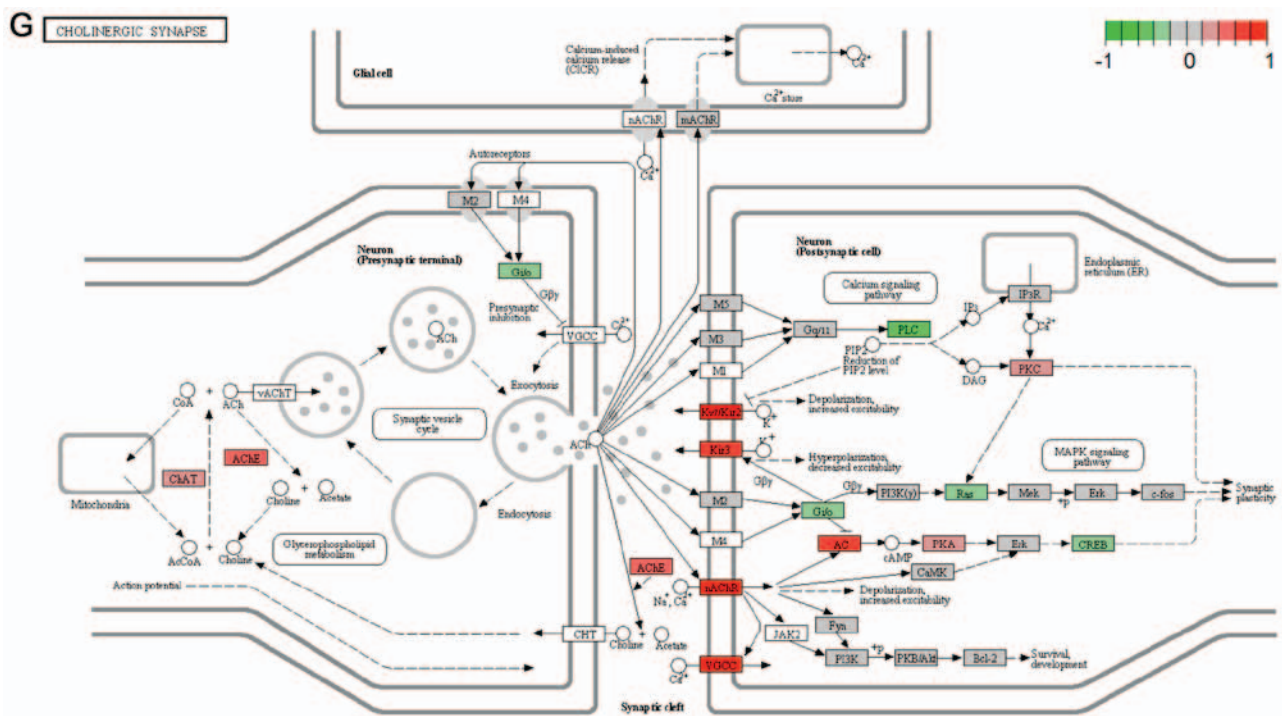 G
CHOLINERGIC SYNAPSE
-1 0 1
Glial cell
Calcium-induced
calcium release
(CICR)
Ca²⁺
Ca²⁺ store
nAChR
mAChR
Ca²⁺
Autoreceptors
M2
M4
Neuron
(Presynaptic terminal)
Gi/o
Gβγ
Presynaptic
inhibition
VGCC
Ca²⁺
Exocytosis
ACh
vAChT
CoA + ACh
Synaptic vesicle
cycle
ACh
Mitochondria
ChAT
AChE
Choline + Acetate
AcCoA + Choline
Endocytosis
Glycerophospholipid
metabolism
Action potential
CHT
Choline + Acetate
AChE
Na⁺, Ca²⁺
Ca²⁺
Synaptic cleft
Neuron
(Postsynaptic cell)
Calcium signaling
pathway
Endoplasmic
reticulum (ER)
M5
M3
M1
Gq/11
PLC
IP3
IP3R
Ca²⁺
PIP2
Reduction of
PIP2 level
DAG
PKC
Kv7/Kir2
K⁺
Depolarization,
increased excitability
Kir3
K⁺
Hyperpolarization,
decreased excitability
Gβγ
MAPK signaling
pathway
M2
Gi/o
Gβγ
PI3K(γ)
Ras
Mek
+p
Erk
c-fos
Synaptic
plasticity
M4
AC
cAMP
PKA
Erk
CREB
CaMK
nAChR
Depolarization,
increased excitability
Fyn
JAK2
PI3K
+p
PKB/Akt
Bcl-2
Survival,
development
VGCC